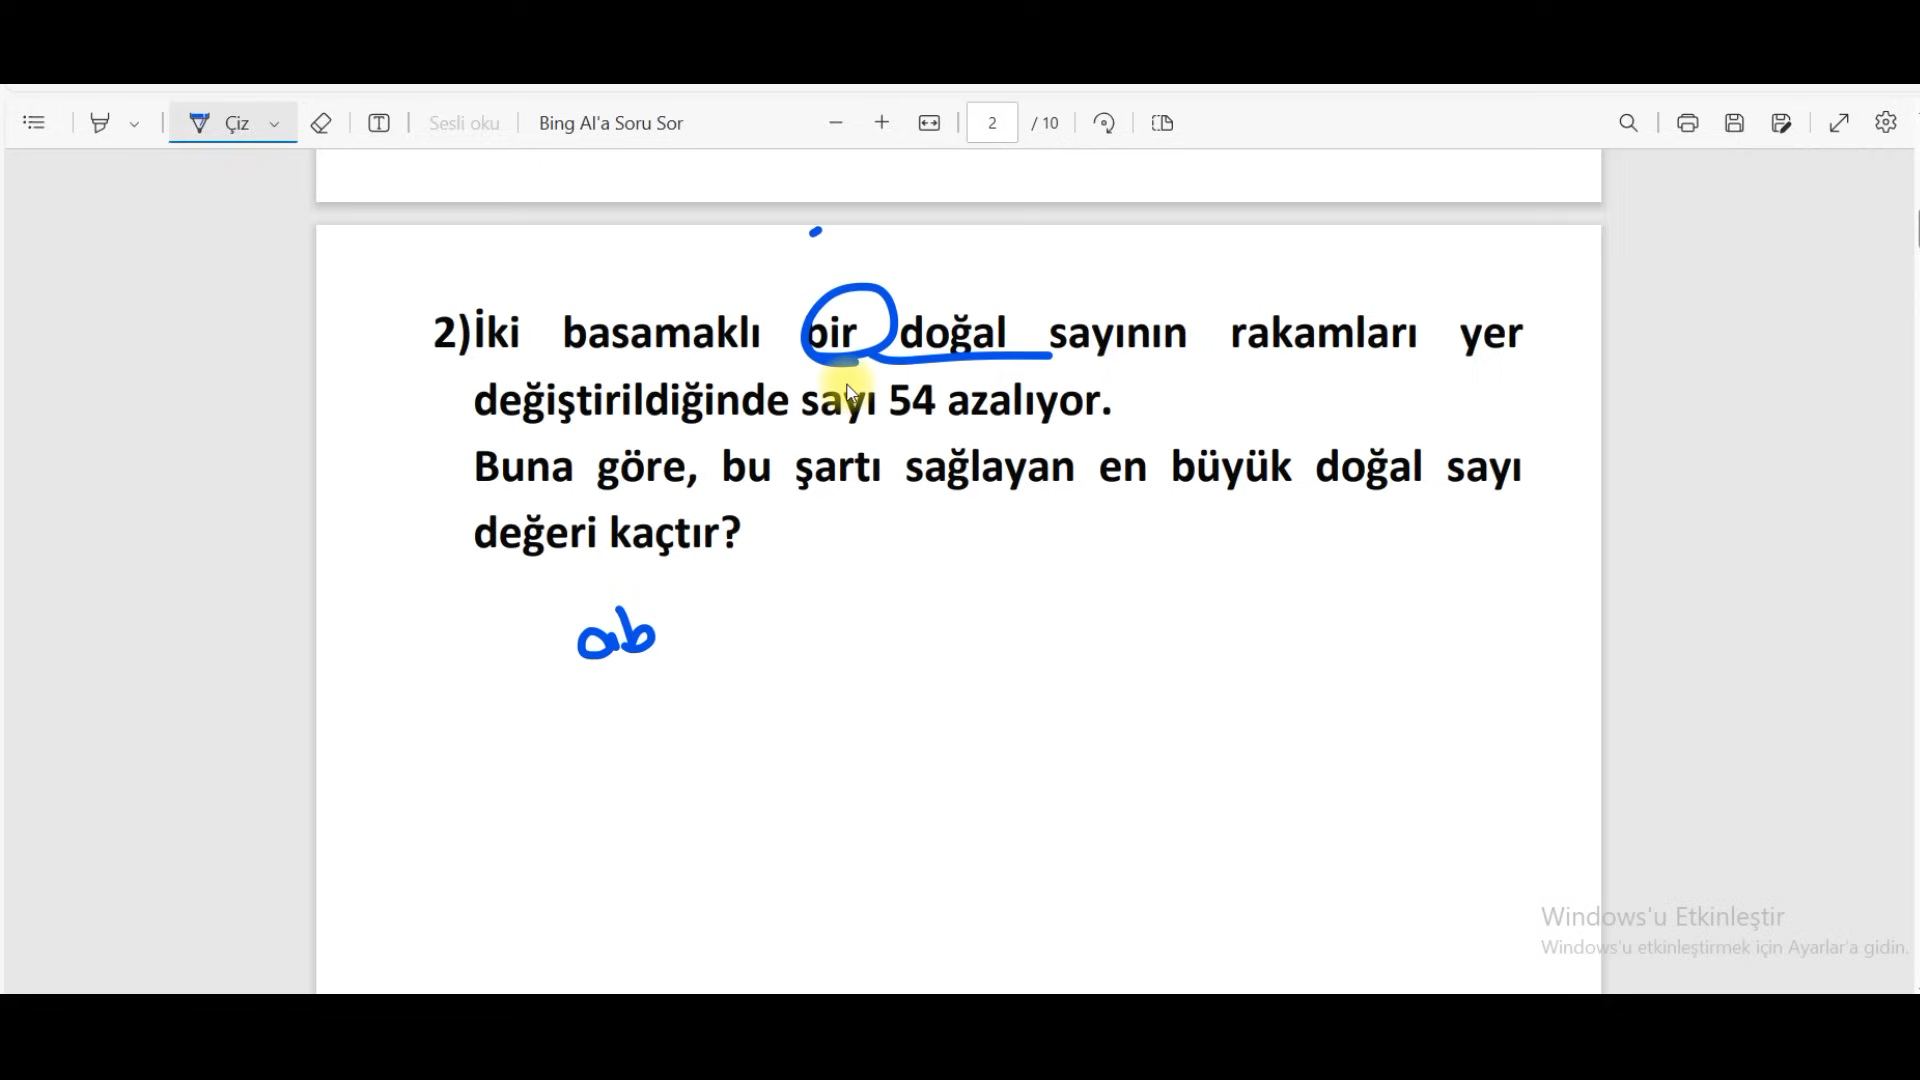 Çiz Sesli oku Bing AI'a Soru Sor 2 / 10
2)İki basamaklı bir doğal sayının rakamları yer
değiştirildiğinde sayı 54 azalıyor.
Buna göre, bu şartı sağlayan en büyük doğal sayı
değeri kaçtır?
ab
Windows'u Etkinleştir
Windows'u etkinleştirmek için Ayarlar'a gidin.